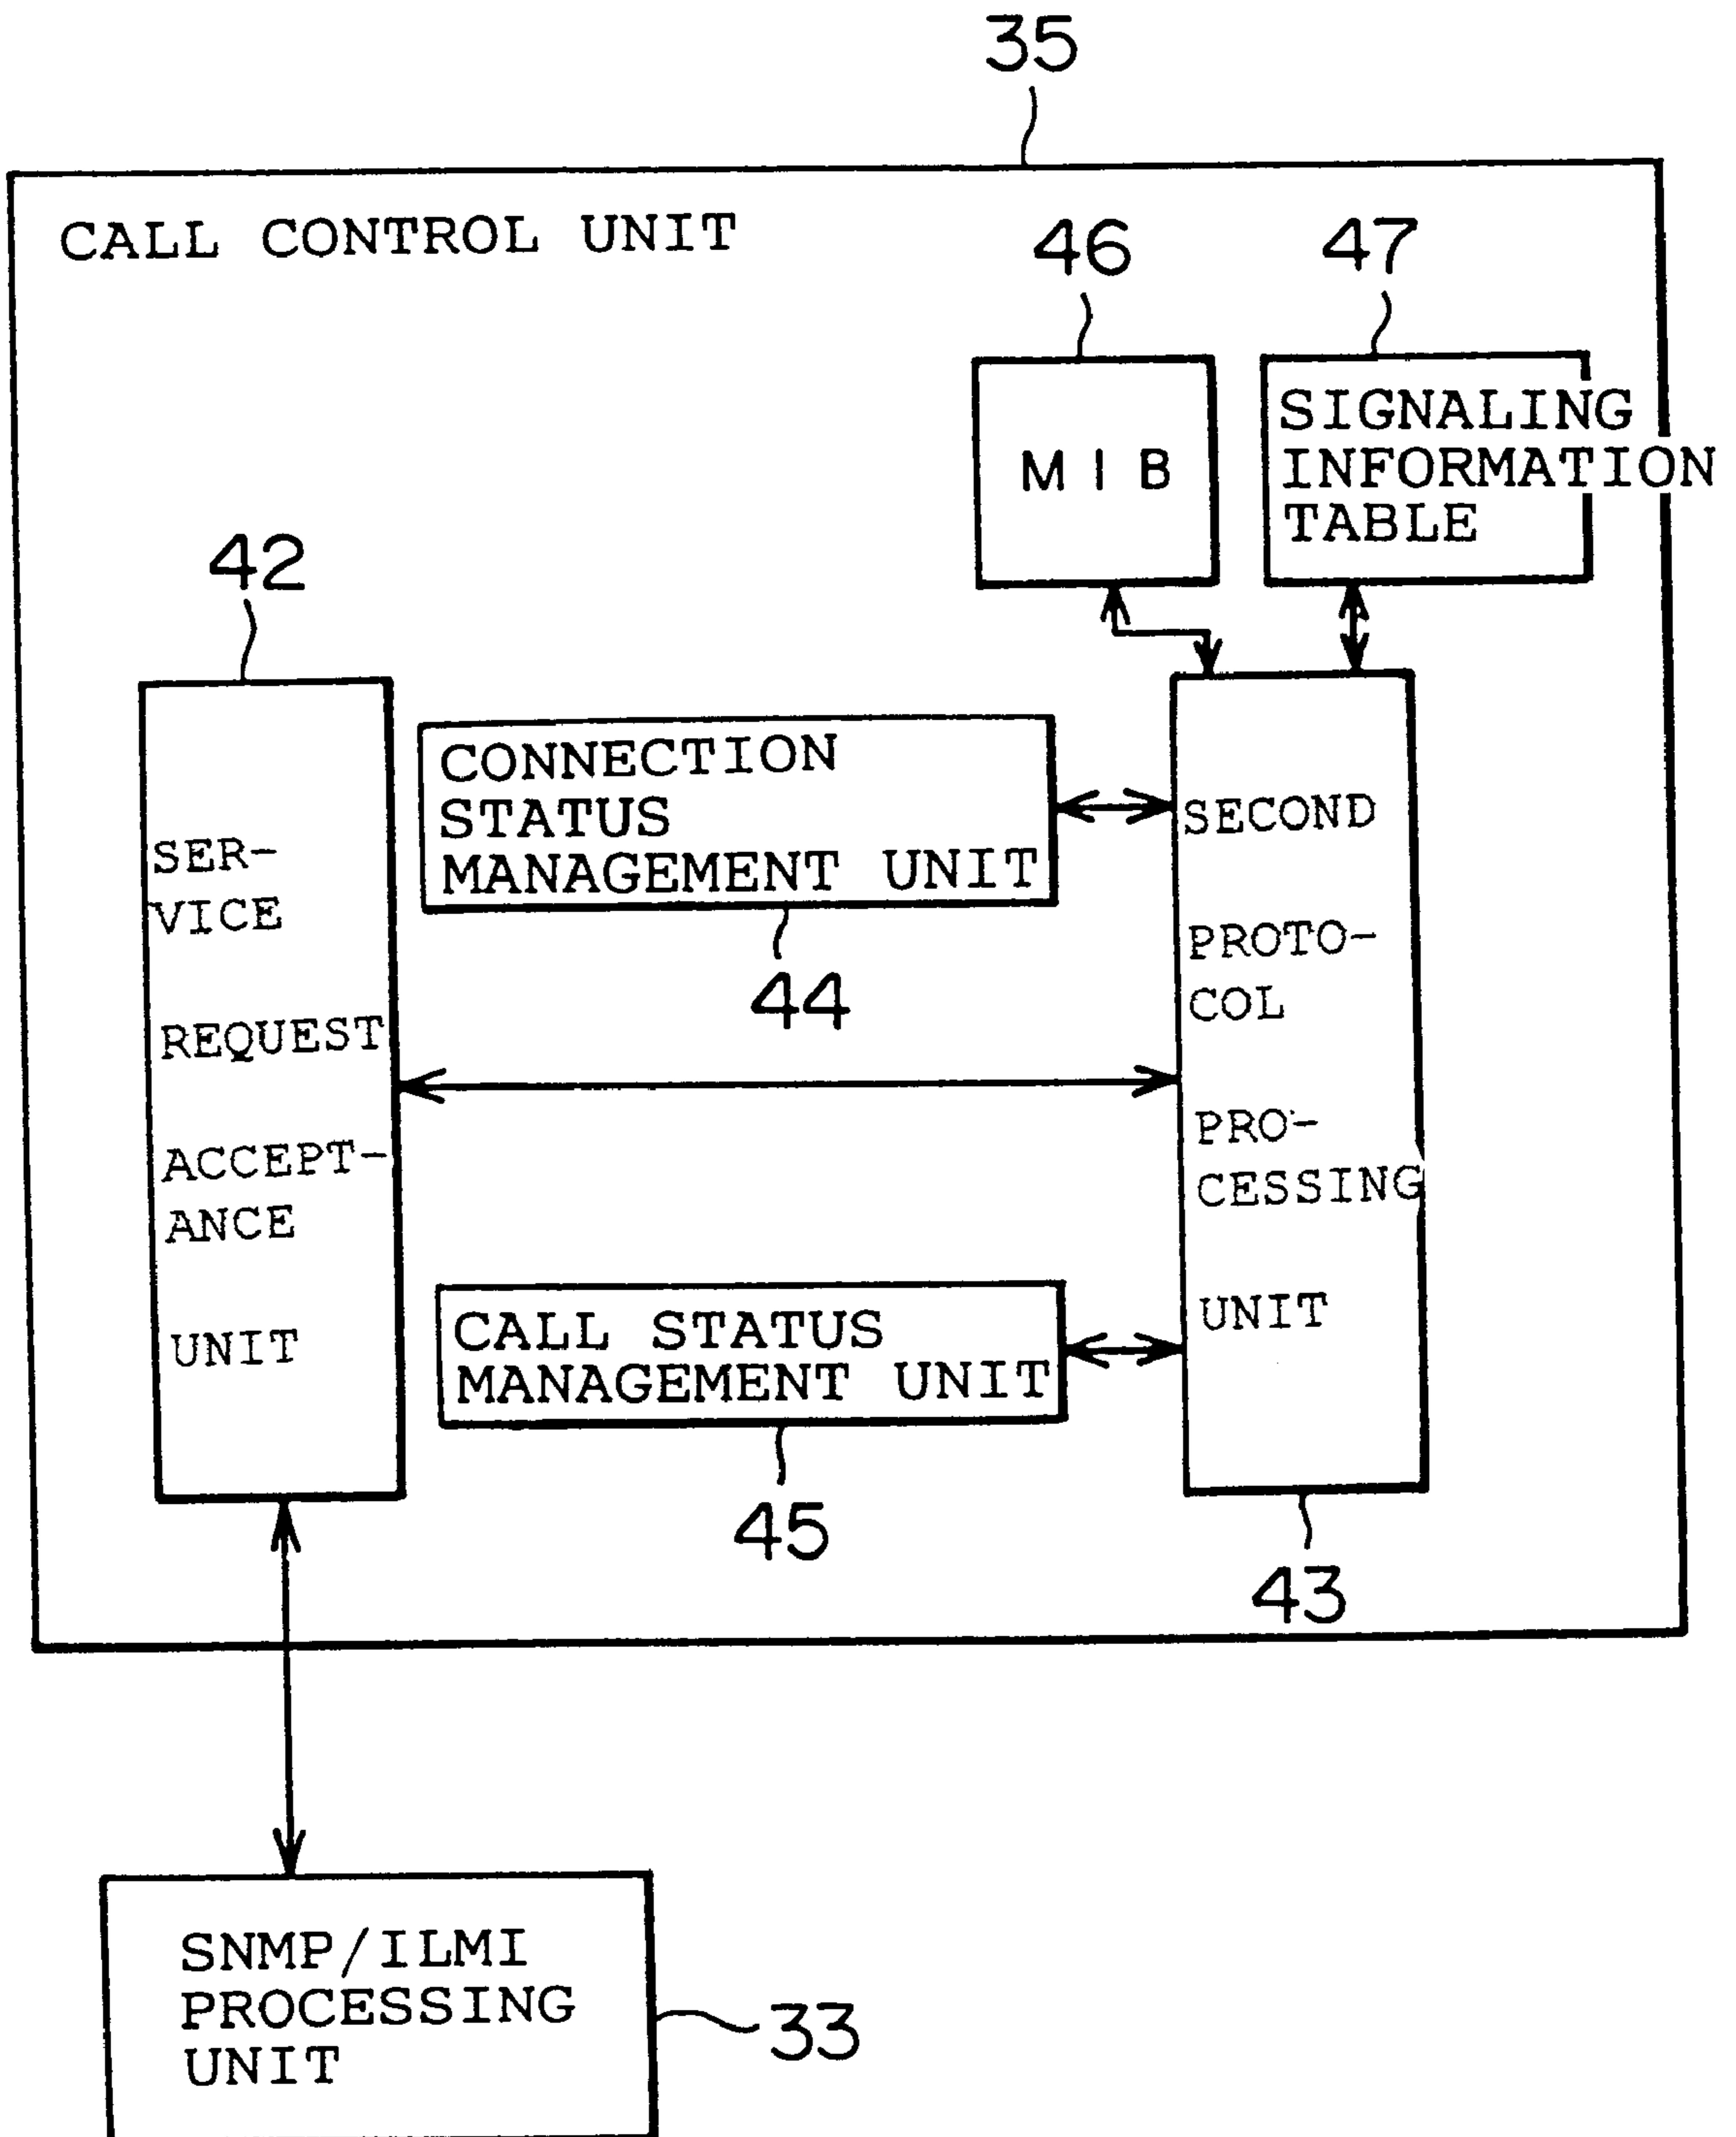 35
CALL CONTROL UNIT
46
47
MIB
SIGNALING
INFORMATION
TABLE
42
SER-
VICE
REQUEST
ACCEPT-
ANCE
UNIT
CONNECTION
STATUS
MANAGEMENT UNIT
44
SECOND
PROTO-
COL
PRO-
CESSING
UNIT
CALL STATUS
MANAGEMENT UNIT
45
43
SNMP/ILMI
PROCESSING
UNIT
33